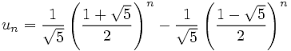 $u_n = \frac{1}{\sqrt{5}} \left( \frac{1+\sqrt{5}}{2} \right)^n - \frac{1}{\sqrt{5}} \left( \frac{1-\sqrt{5}}{2} \right)^n$